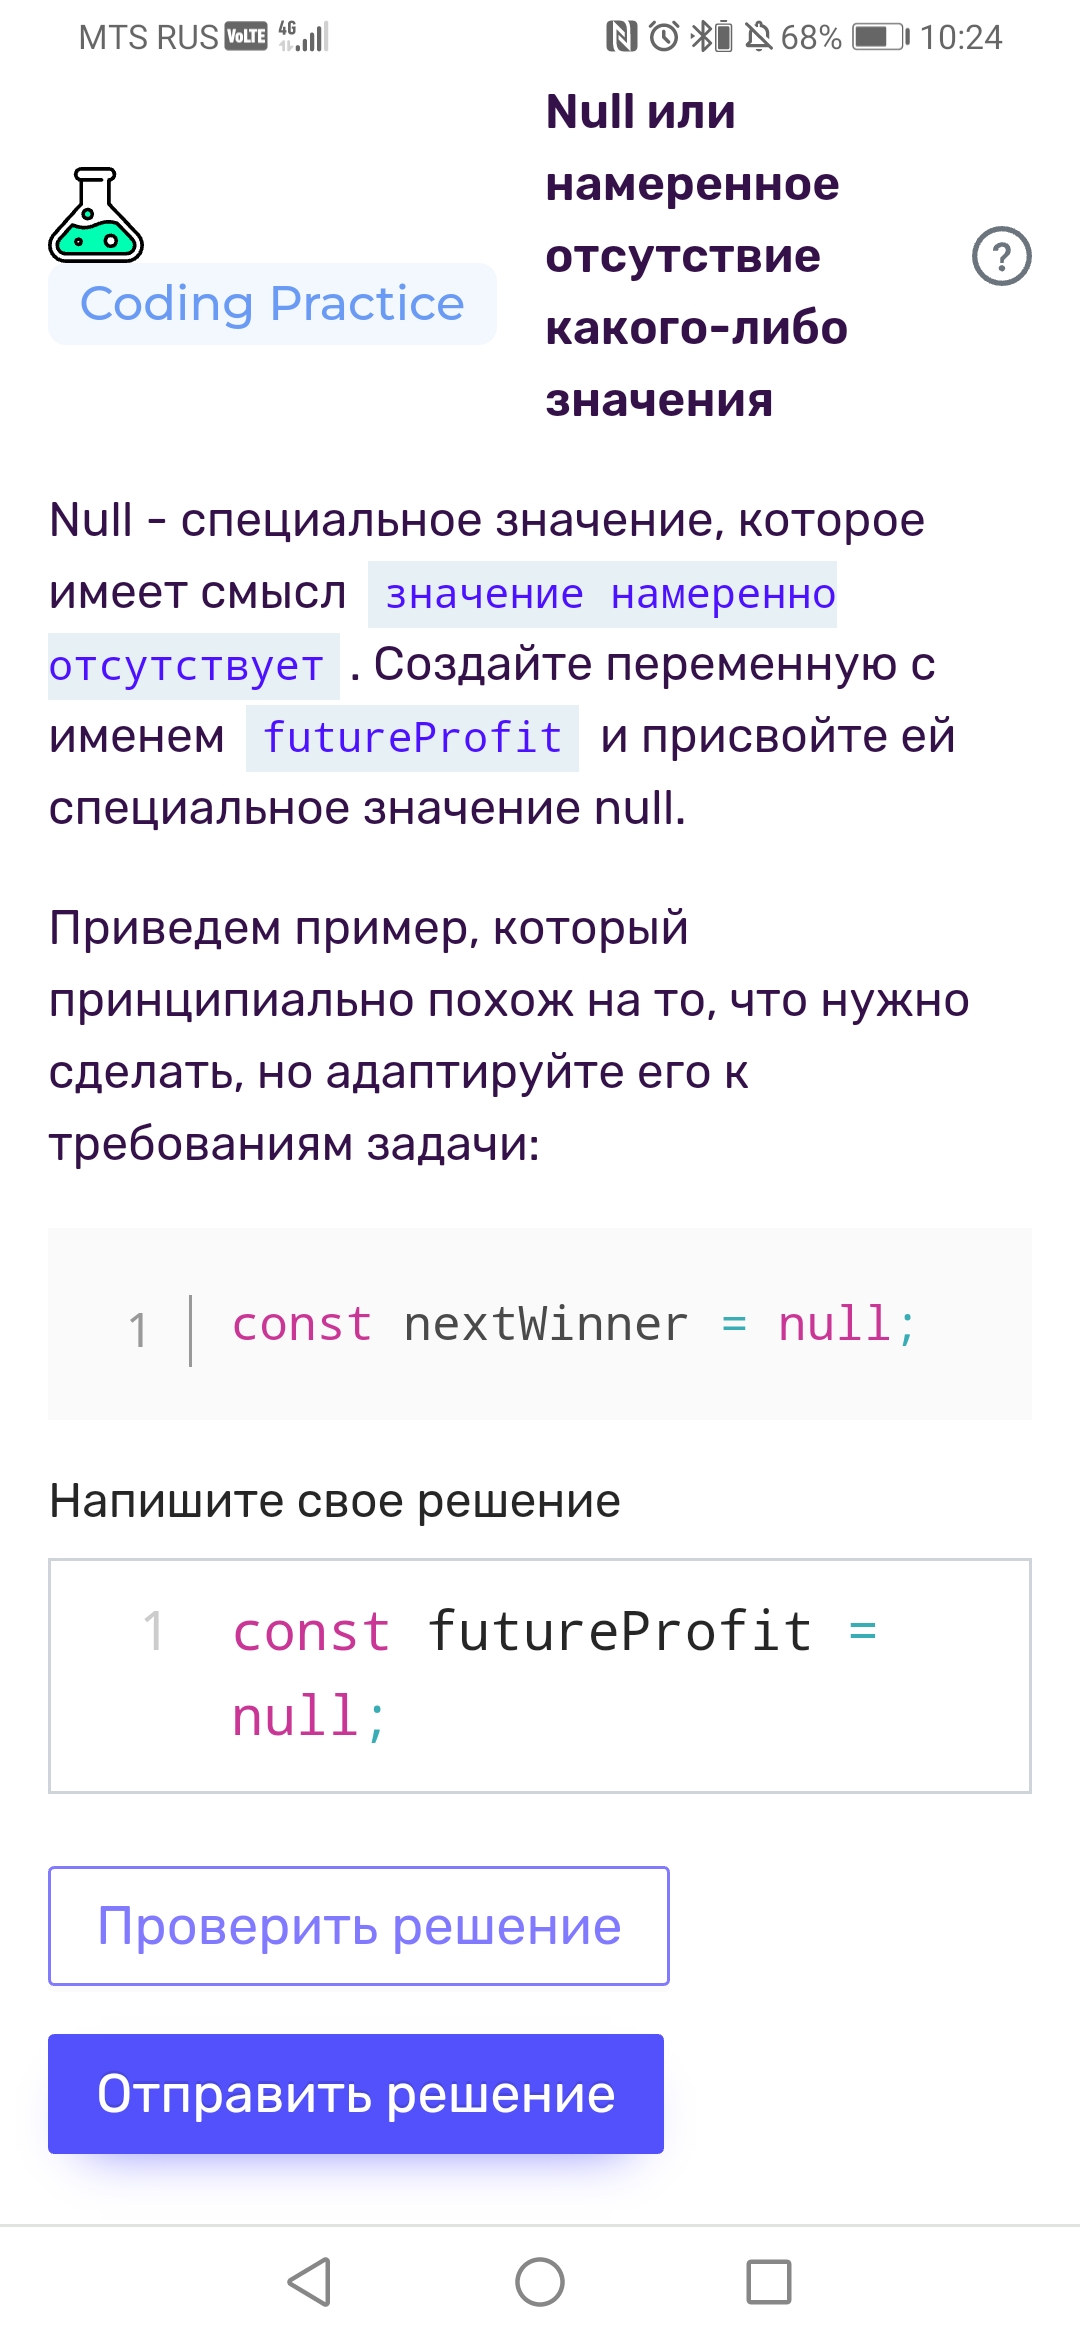 MTS RUS VoLTE 4G 68% 10:24
Null или
намеренное
отсутствие
какого-либо
значения
?
Coding Practice
Null - специальное значение, которое
имеет смысл значение намеренно
отсутствует . Создайте переменную с
именем futureProfit и присвойте ей
специальное значение null.
Приведем пример, который
принципиально похож на то, что нужно
сделать, но адаптируйте его к
требованиям задачи:
1 const nextWinner = null;
Напишите свое решение
1 const futureProfit =
null;
Проверить решение
Отправить решение